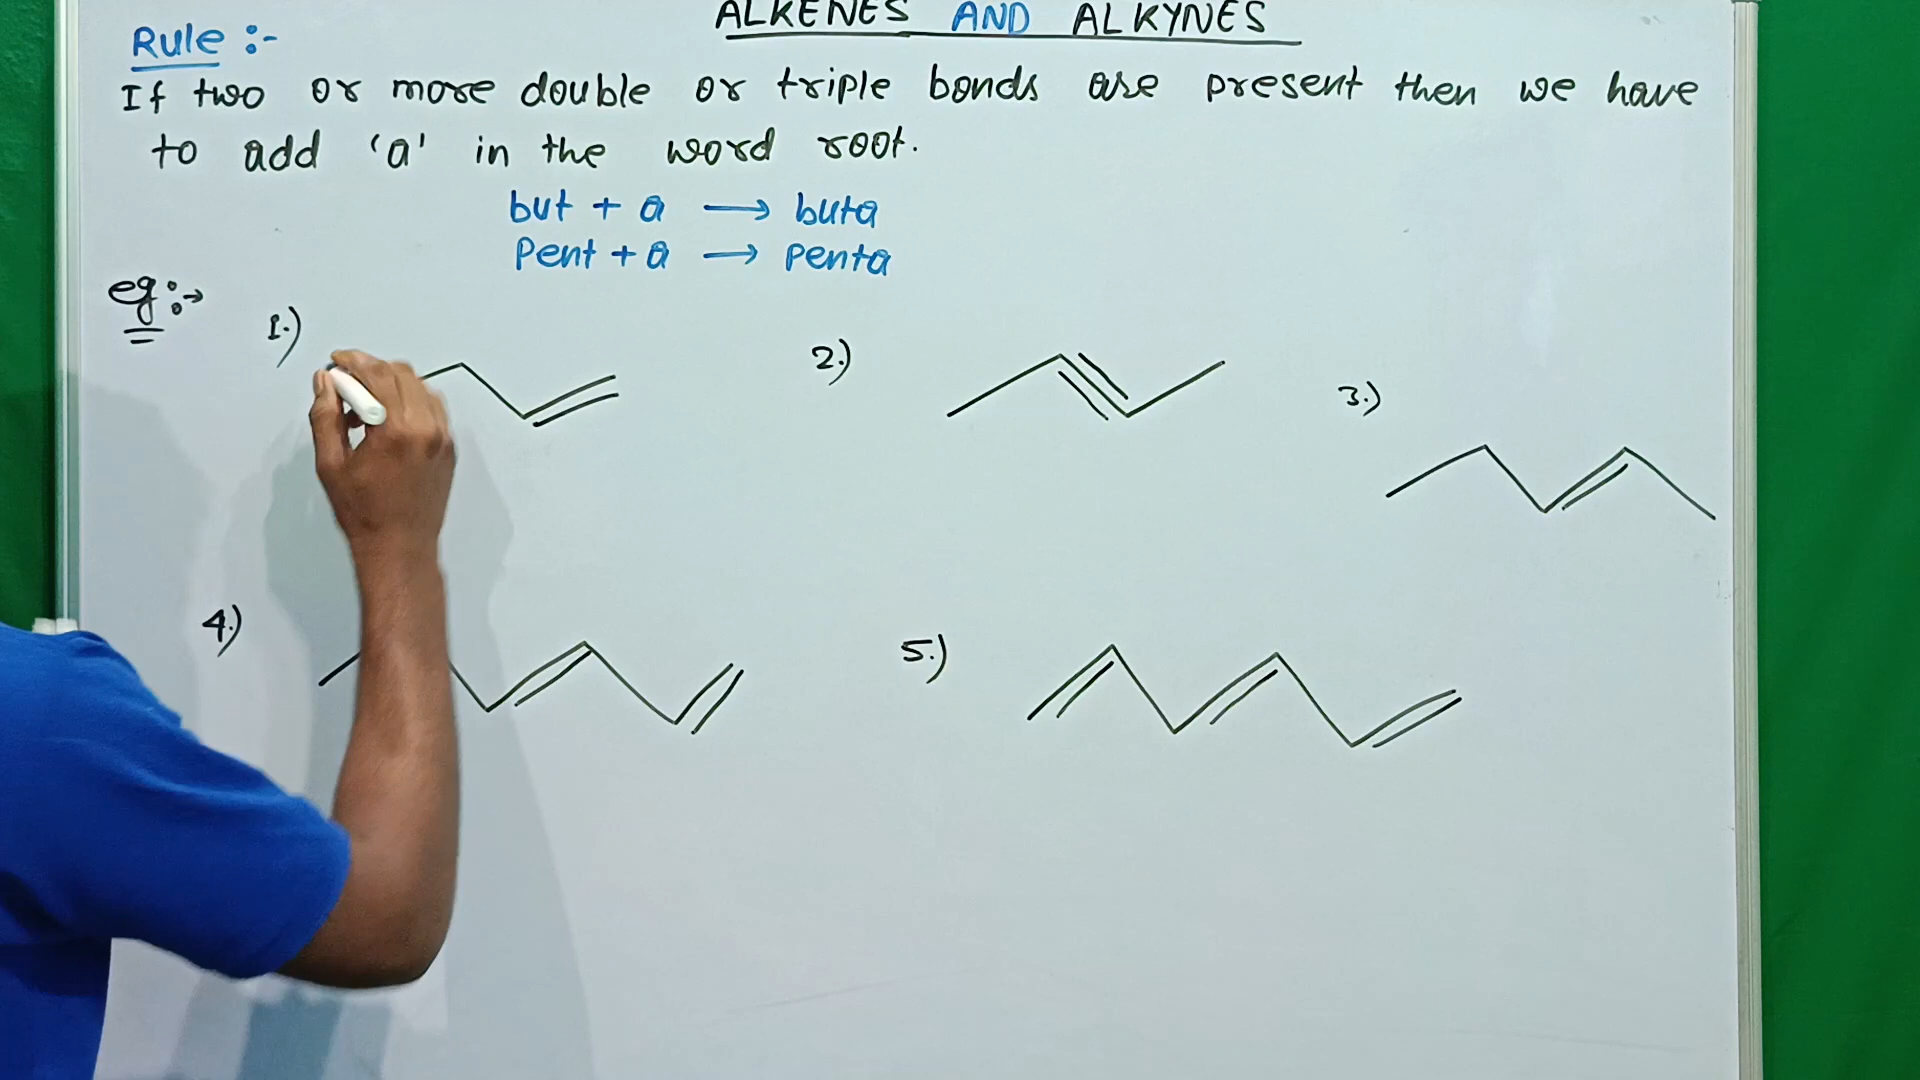 ALKENES AND ALKYNES
Rule :-
If two or more double or triple bonds are present then we have
to add 'a' in the word root.
but + a → buta
Pent + a → penta
eg:→
1.)
2.)
3.)
4.)
5.)